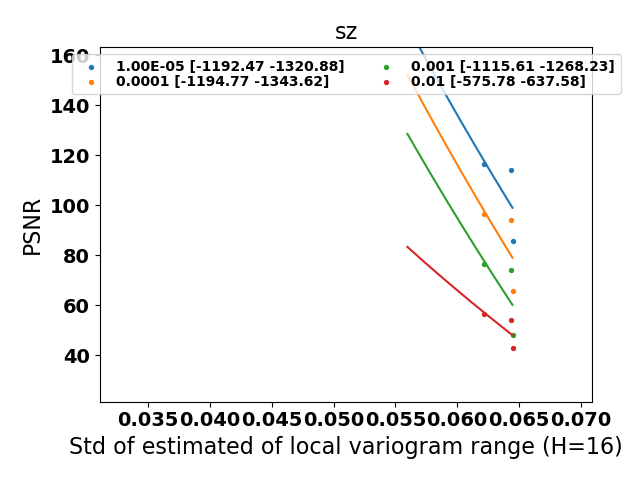 sz
1.00E-05 [-1192.47 -1320.88]
0.0001 [-1194.77 -1343.62]
0.001 [-1115.61 -1268.23]
0.01 [-575.78 -637.58]
160
140
120
100
80
60
40
PSNR
0.035 0.040 0.045 0.050 0.055 0.060 0.065 0.070
Std of estimated of local variogram range (H=16)